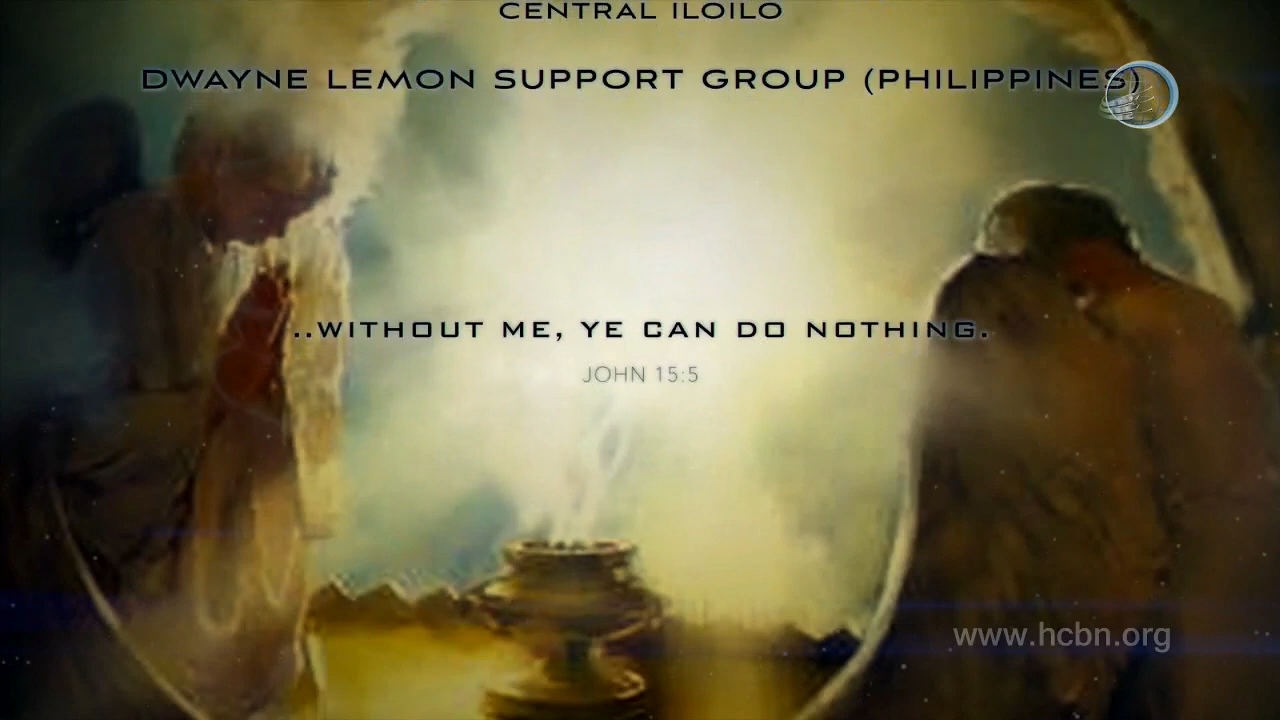 CENTRAL ILOILO
DWAYNE LEMON SUPPORT GROUP (PHILIPPINES)
..WITHOUT ME, YE CAN DO NOTHING.
JOHN 15:5
www.hcbn.org